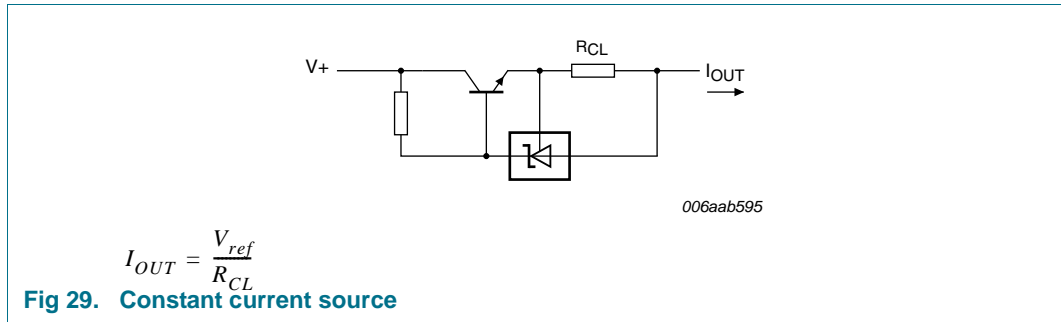 RCL
V+
IOUT
006aab595
IOUT = Vref / RCL
Fig 29. Constant current source